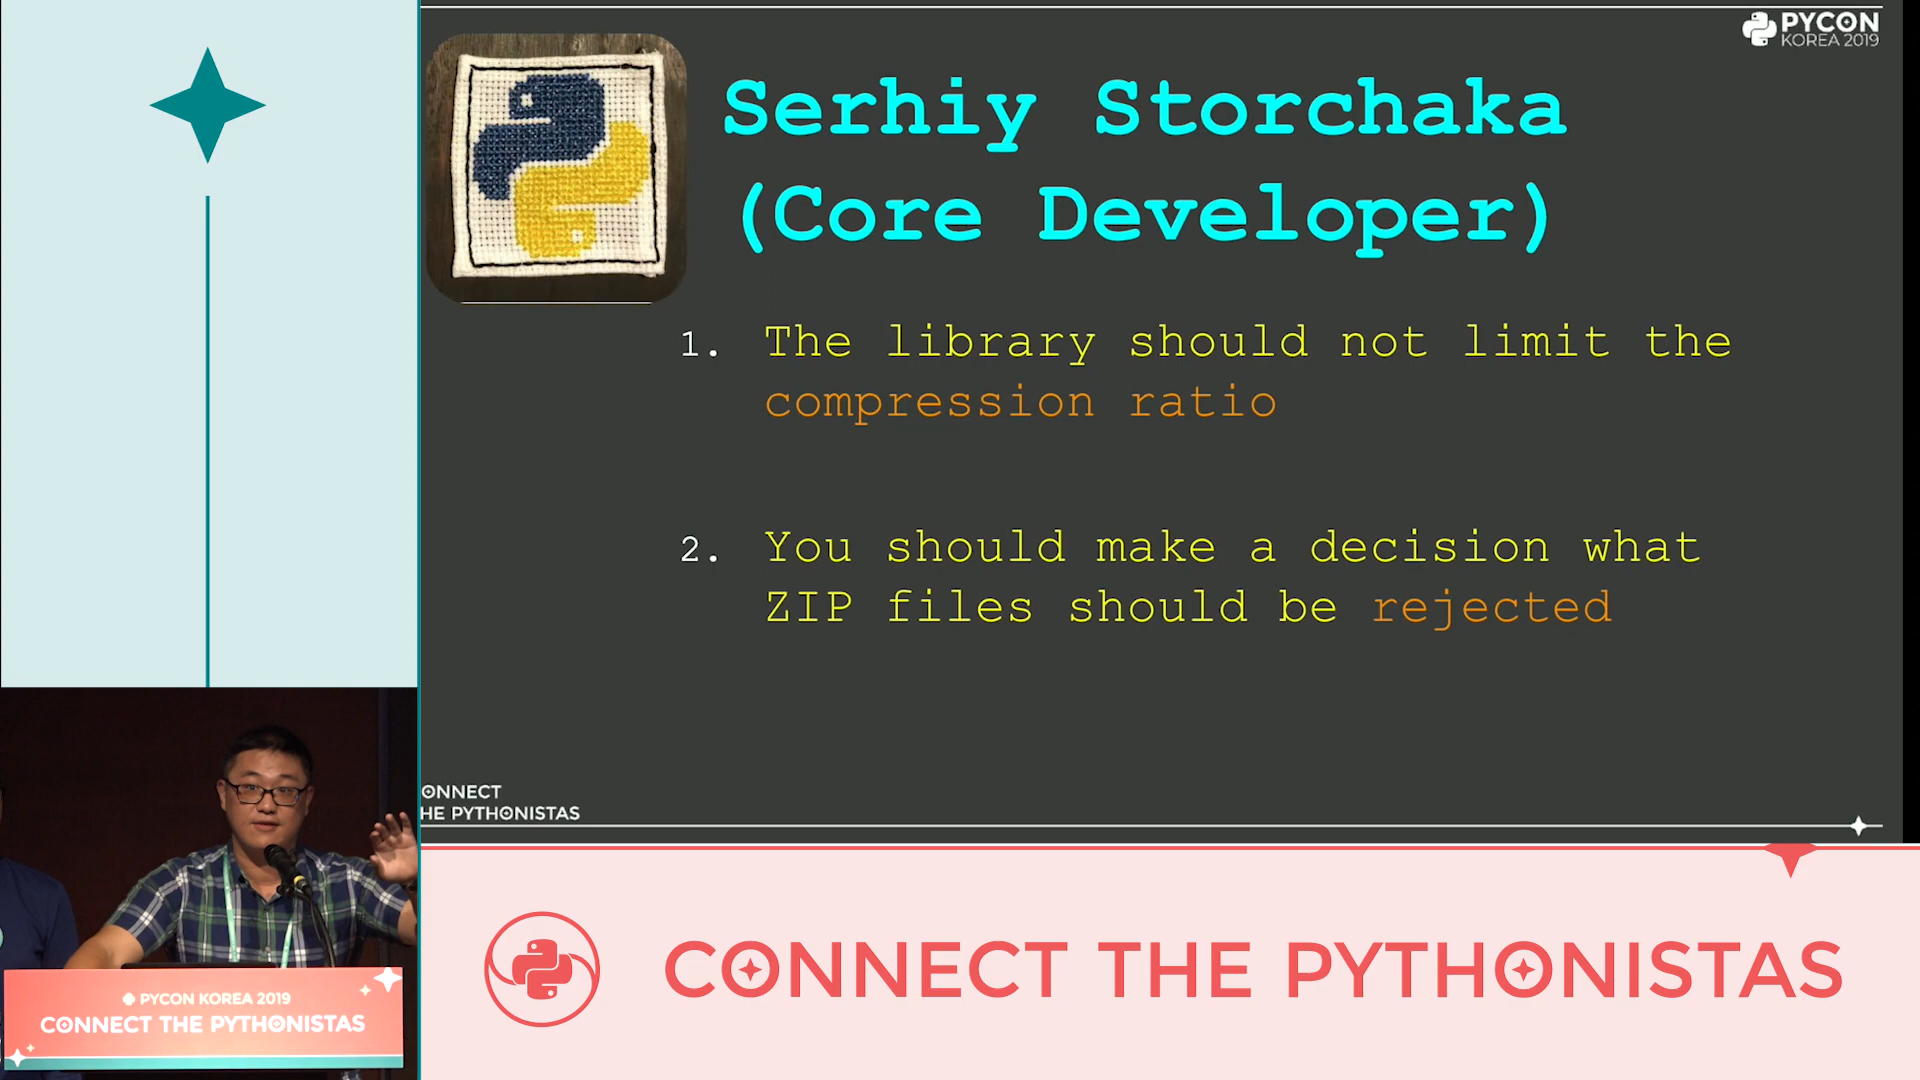 PYCON
KOREA 2019
Serhiy Storchaka
(Core Developer)
1. The library should not limit the
compression ratio
2. You should make a decision what
ZIP files should be rejected
ONNECT
HE PYTHONISTAS
PYCON KOREA 2019
CONNECT THE PYTHONISTAS
CONNECT THE PYTHONISTAS